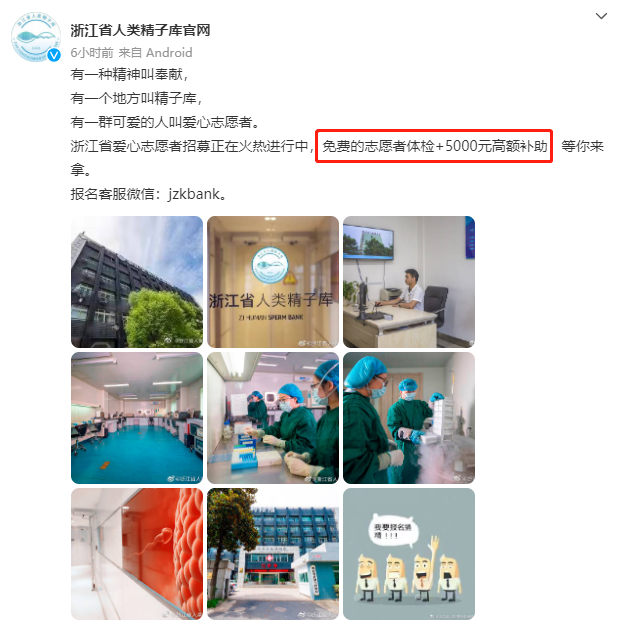 浙江省人类精子库官网
6小时前 来自 Android
有一种精神叫奉献，
有一个地方叫精子库，
有一群可爱的人叫爱心志愿者。
浙江省爱心志愿者招募正在火热进行中，免费的志愿者体检+5000元高额补助 等你来
拿。
报名客服微信：jzkbank。
浙江省人类精子库
HUMAN SPERM BANK
我要报名捐
精！！！